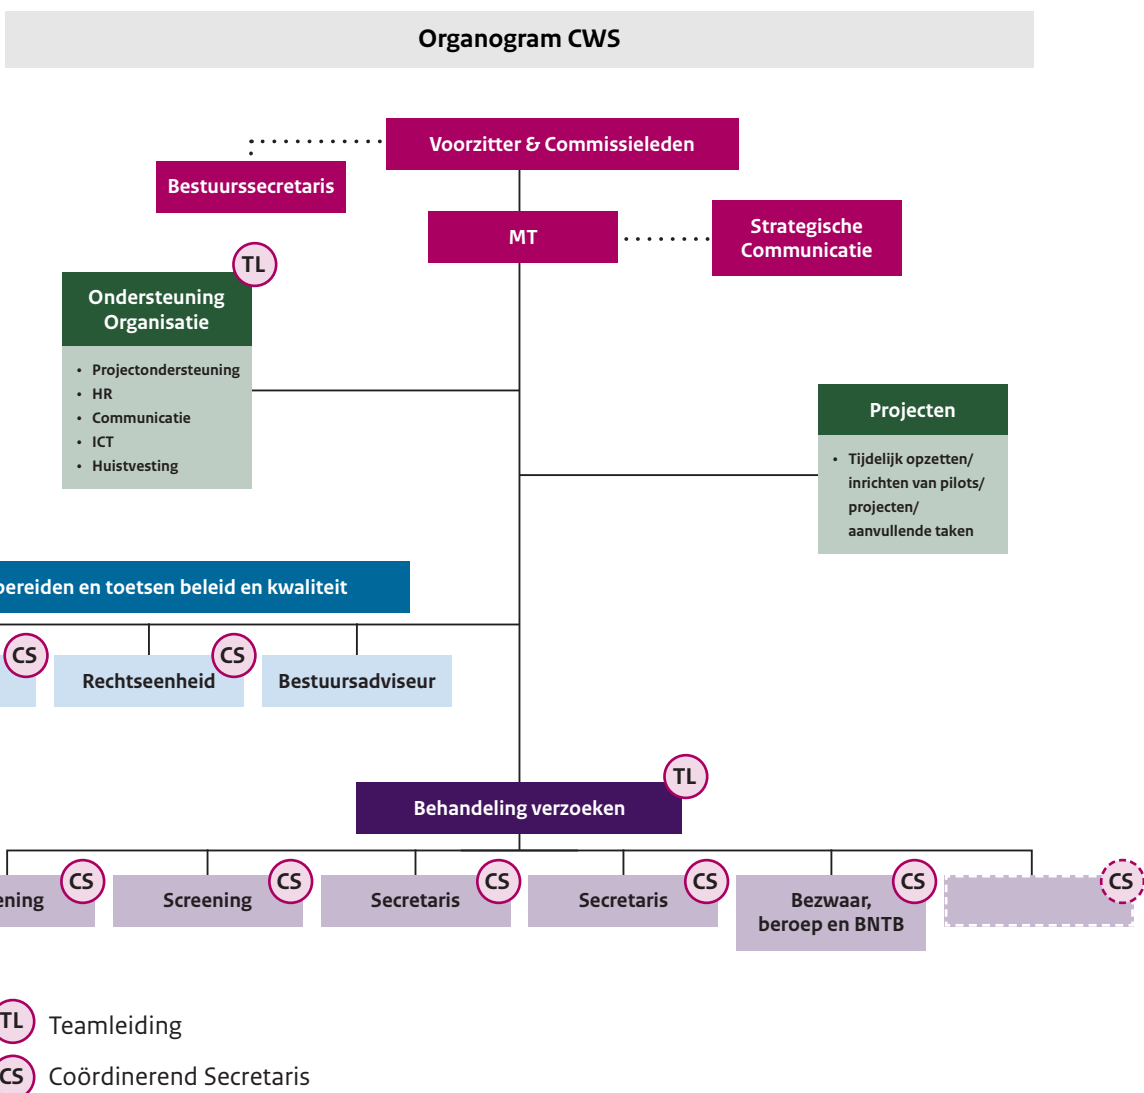 Organogram CWS
Voorzitter & Commissieleden
Bestuurssecretaris
MT
Strategische
Communicatie
TL
Ondersteuning
Organisatie
• Projectondersteuning
• HR
• Communicatie
• ICT
• Huistvesting
Projecten
• Tijdelijk opzetten/
inrichten van pilots/
projecten/
aanvullende taken
bereiden en toetsen beleid en kwaliteit
CS
Rechtseenheid
CS
Bestuursadviseur
TL
Behandeling verzoeken
ening
CS
Screening
CS
Secretaris
CS
Secretaris
CS
Bezwaar,
beroep en BNTB
CS
CS
TL Teamleiding
CS Coördinerend Secretaris